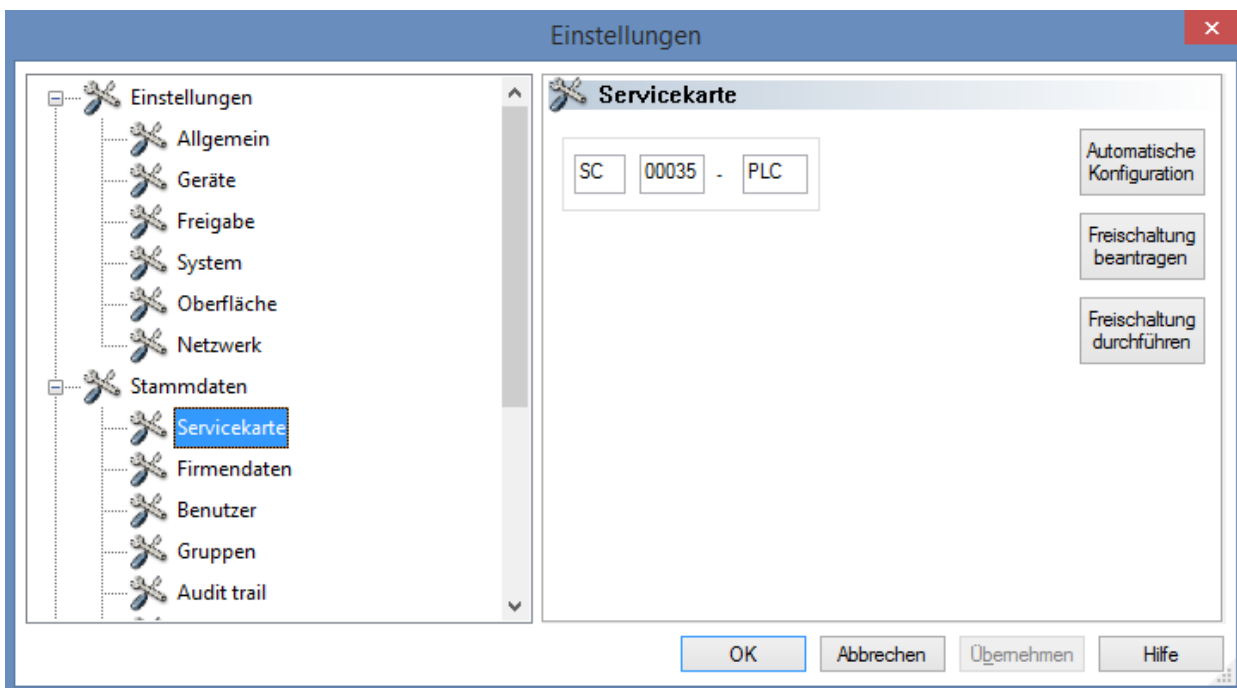 Einstellungen
Einstellungen
Allgemein
Geräte
Freigabe
System
Oberfläche
Netzwerk
Stammdaten
Servicekarte
Firmendaten
Benutzer
Gruppen
Audit trail
Servicekarte
SC 00035 - PLC
Automatische
Konfiguration
Freischaltung
beantragen
Freischaltung
durchführen
OK Abbrechen Übernehmen Hilfe